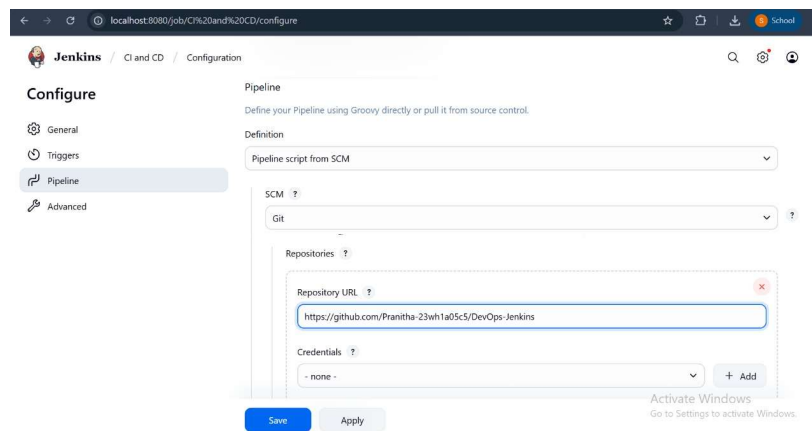 localhost:8080/job/CI%20and%20CD/configure
S School
Jenkins / CI and CD / Configuration
Configure
General
Triggers
Pipeline
Advanced
Pipeline
Define your Pipeline using Groovy directly or pull it from source control.
Definition
Pipeline script from SCM
SCM ?
Git
?
Repositories ?
Repository URL ?
https://github.com/Pranitha-23wh1a05c5/DevOps-Jenkins
Credentials ?
- none -
+ Add
Save
Apply
Activate Windows
Go to Settings to activate Windows.